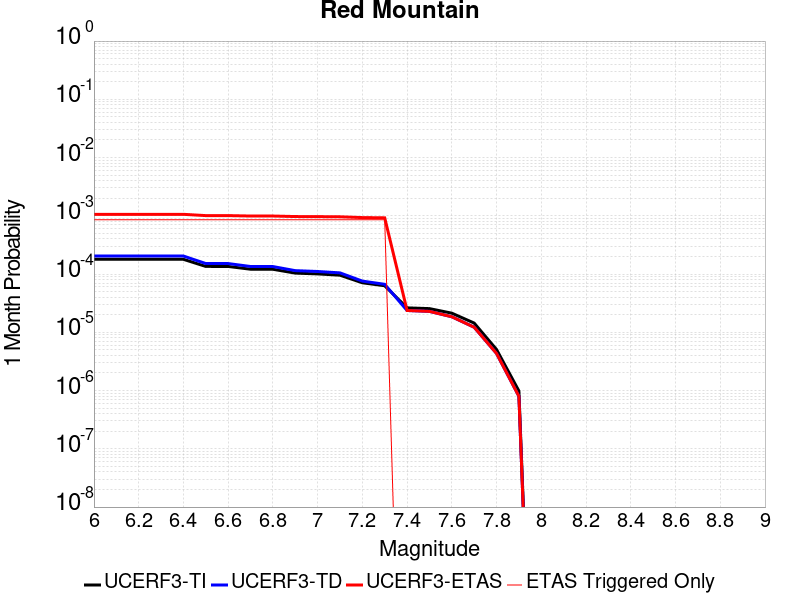 Red Mountain
10^0
10^-1
10^-2
10^-3
10^-4
10^-5
10^-6
10^-7
10^-8
1 Month Probability
6 6.2 6.4 6.6 6.8 7 7.2 7.4 7.6 7.8 8 8.2 8.4 8.6 8.8 9
Magnitude
UCERF3-TI UCERF3-TD UCERF3-ETAS ETAS Triggered Only